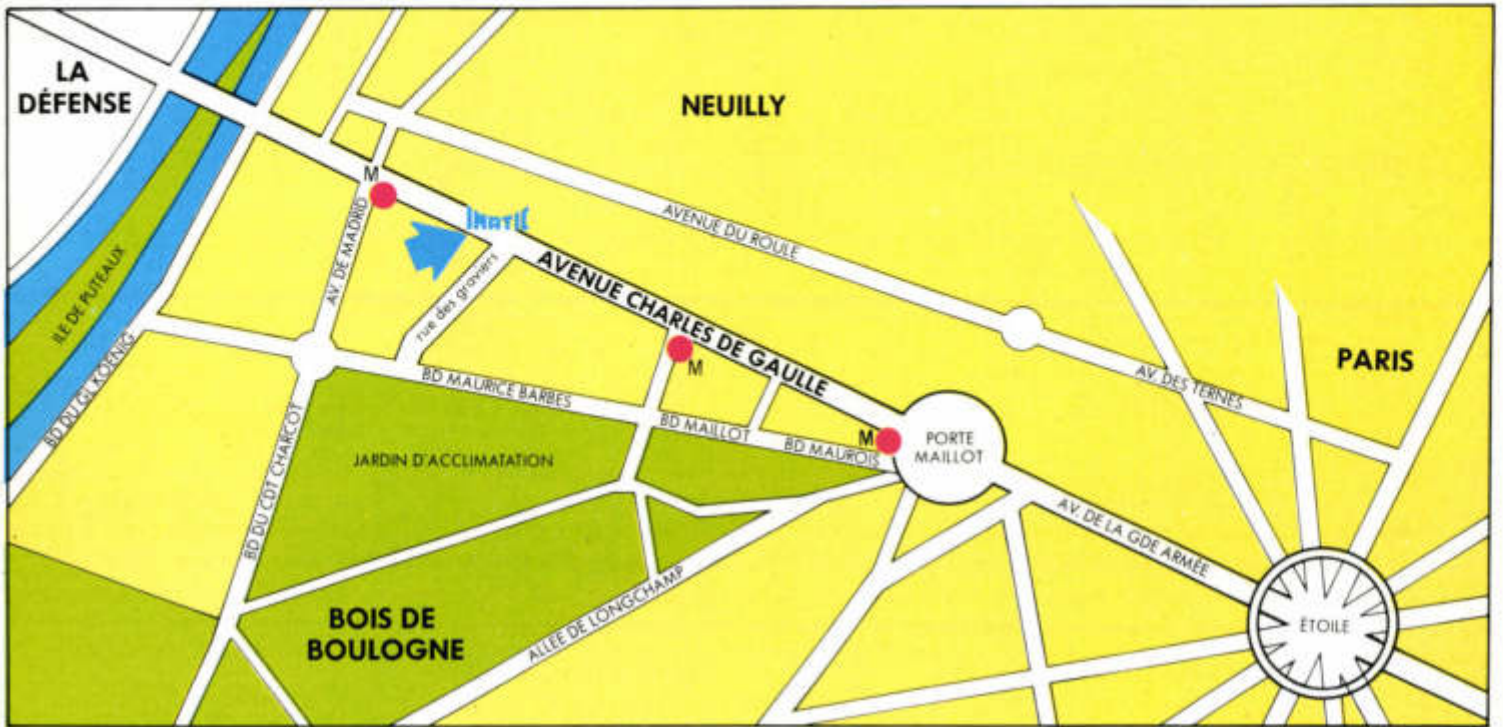 LA
DÉFENSE
NEUILLY
M
IMATIC
AVENUE DU ROULE
AV. DE MADRID
ILE DE PUTEAUX
rue des graviers
AVENUE CHARLES DE GAULLE
M
BD DU GL KOENIG
BD MAURICE BARBES
PARIS
AV. DES TERNES
BD MAILLOT
BD MAUROIS
M
PORTE
MAILLOT
JARDIN D'ACCLIMATATION
BD DU CDT CHARCOT
AV. DE LA GDE ARMÉE
BOIS DE
BOULOGNE
ALLEE DE LONGCHAMP
ÉTOILE